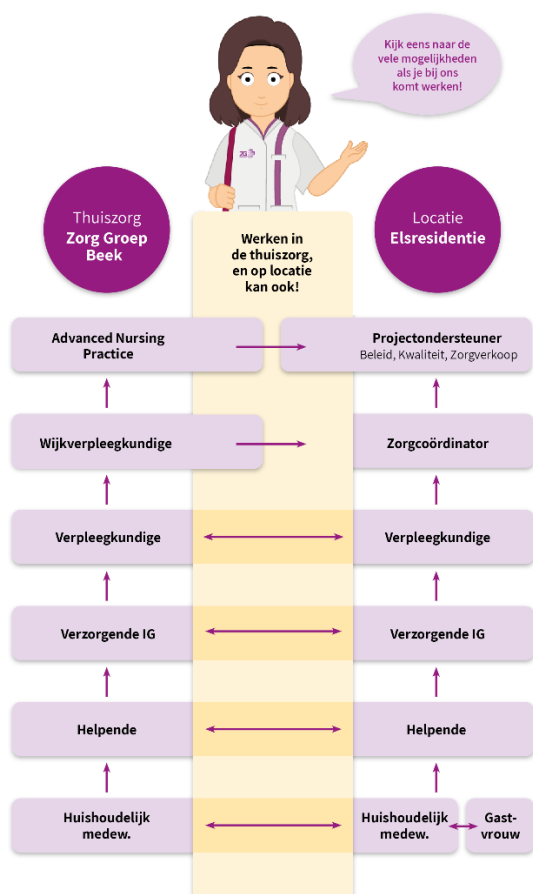 Kijk eens naar de
vele mogelijkheden
als je bij ons
komt werken!
Thuiszorg
Zorg Groep
Beek
Werken in
de thuiszorg,
en op locatie
kan ook!
Locatie
Elsresidentie
Advanced Nursing
Practice
Projectondersteuner
Beleid, Kwaliteit, Zorgverkoop
Wijkverpleegkundige
Zorgcoördinator
Verpleegkundige
Verpleegkundige
Verzorgende IG
Verzorgende IG
Helpende
Helpende
Huishoudelijk
medew.
Huishoudelijk
medew.
Gast-
vrouw